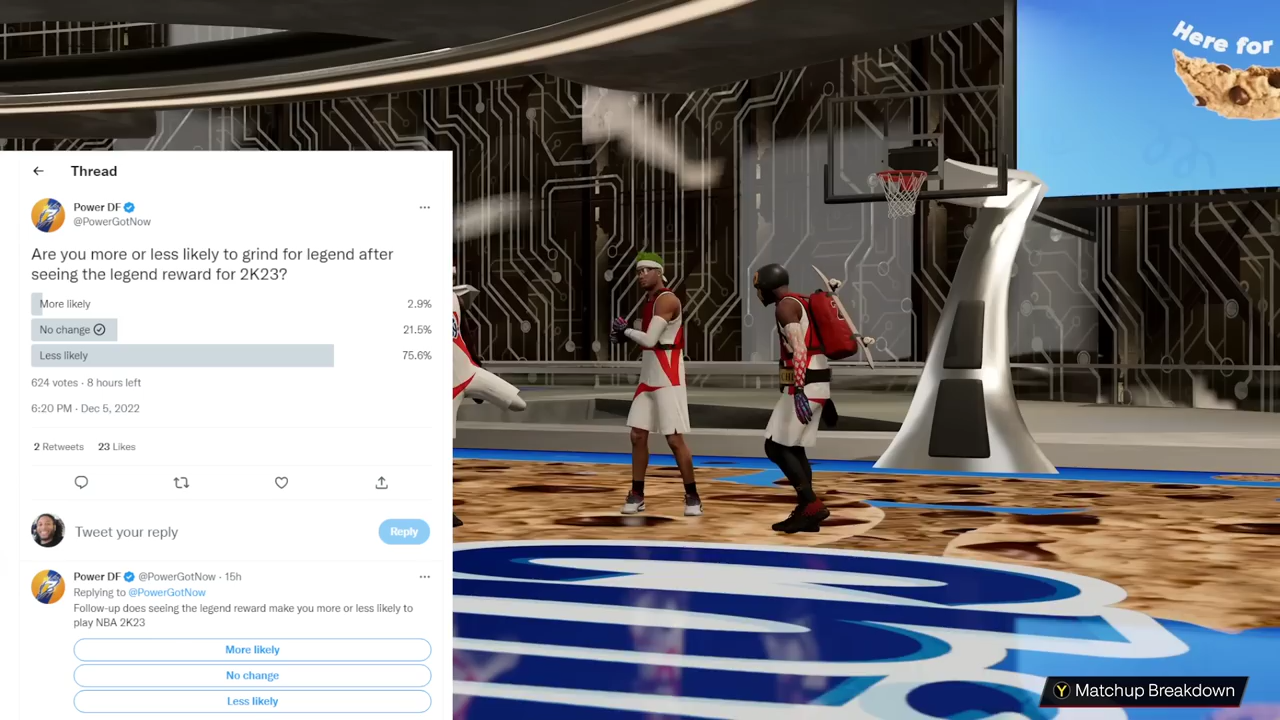 Here for
Thread
Power DF
@PowerGotNow
Are you more or less likely to grind for legend after
seeing the legend reward for 2K23?
More likely 2.9%
No change 21.5%
Less likely 75.6%
624 votes · 8 hours left
6:20 PM · Dec 5, 2022
2 Retweets 23 Likes
Tweet your reply Reply
Power DF @PowerGotNow · 15h
Replying to @PowerGotNow
Follow-up does seeing the legend reward make you more or less likely to
play NBA 2K23
More likely
No change
Less likely
Y Matchup Breakdown